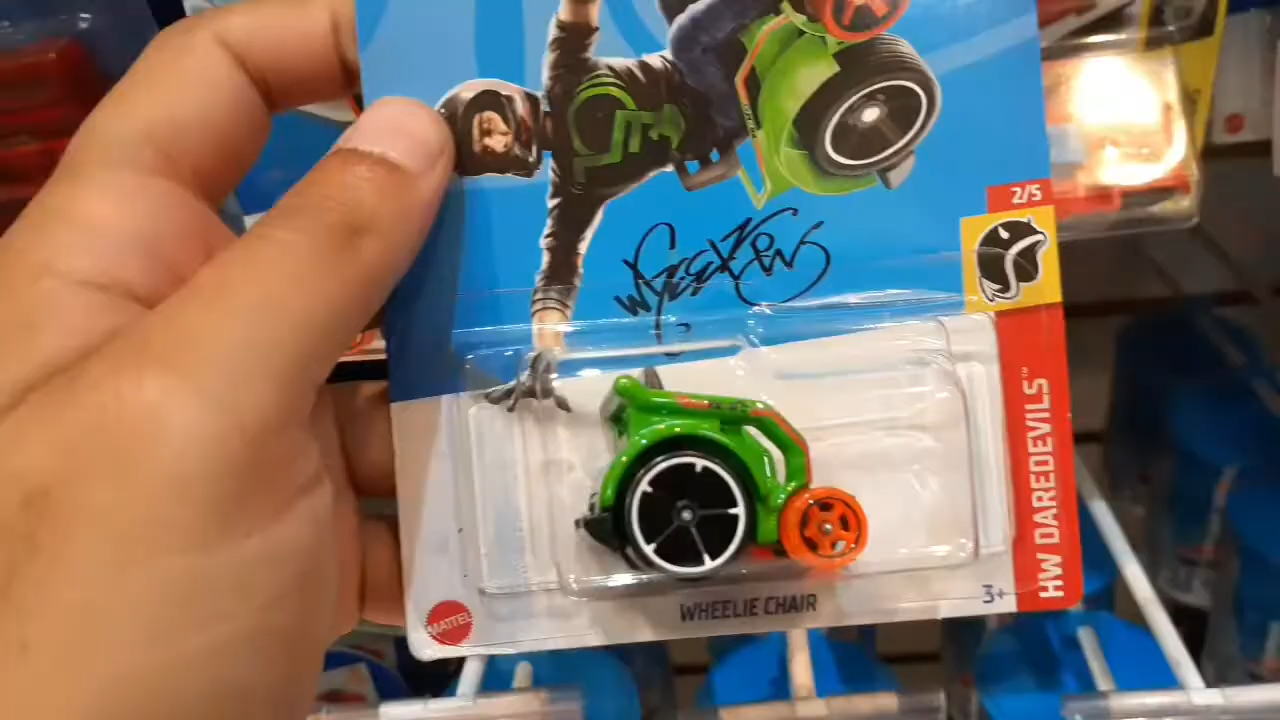 2/5
HW DAREDEVILS™
MATTEL
WHEELIE CHAIR
3+